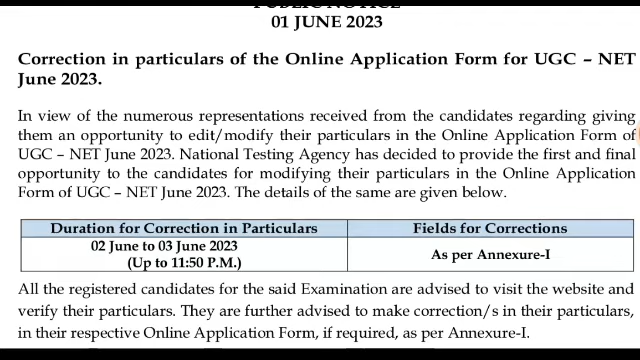 PUBLIC NOTICE
01 JUNE 2023
Correction in particulars of the Online Application Form for UGC – NET
June 2023.
In view of the numerous representations received from the candidates regarding giving
them an opportunity to edit/modify their particulars in the Online Application Form of
UGC – NET June 2023. National Testing Agency has decided to provide the first and final
opportunity to the candidates for modifying their particulars in the Online Application
Form of UGC – NET June 2023. The details of the same are given below.
Duration for Correction in Particulars Fields for Corrections
02 June to 03 June 2023
(Up to 11:50 P.M.) As per Annexure-I
All the registered candidates for the said Examination are advised to visit the website and
verify their particulars. They are further advised to make correction/s in their particulars,
in their respective Online Application Form, if required, as per Annexure-I.